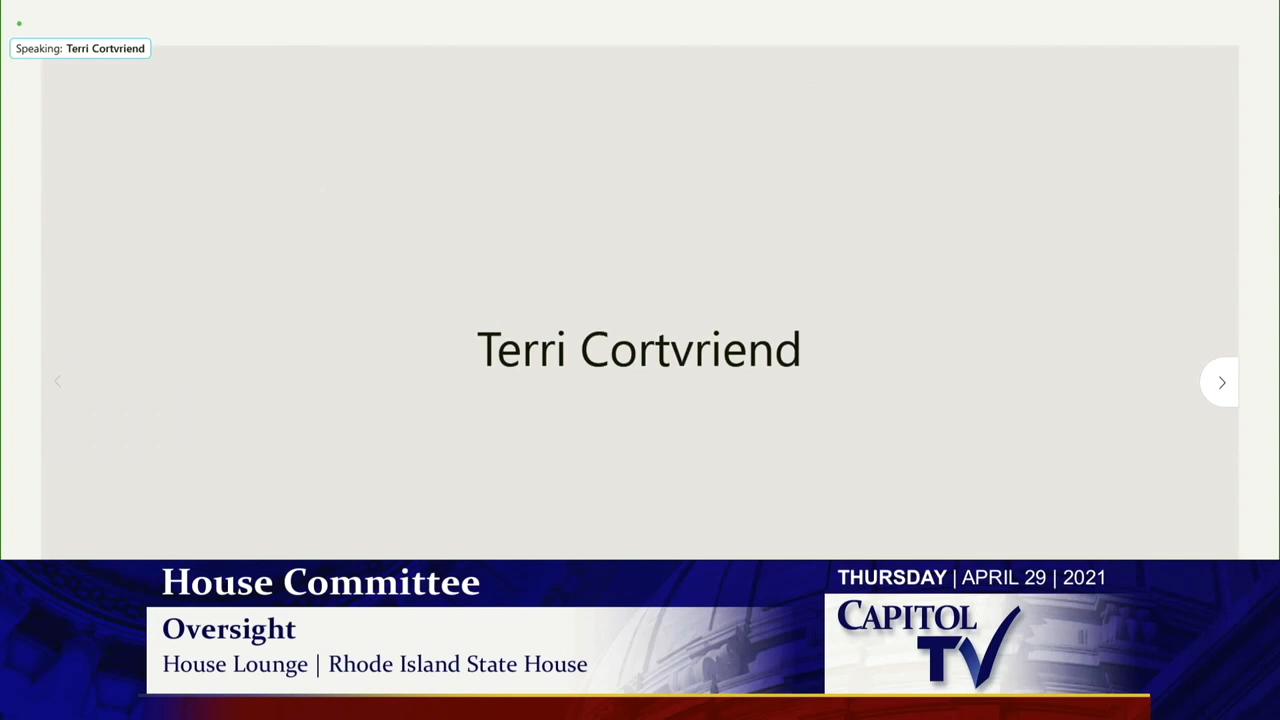 Speaking: Terri Cortvriend
Terri Cortvriend
House Committee
Oversight
House Lounge | Rhode Island State House
THURSDAY | APRIL 29 | 2021
CAPITOL
TV